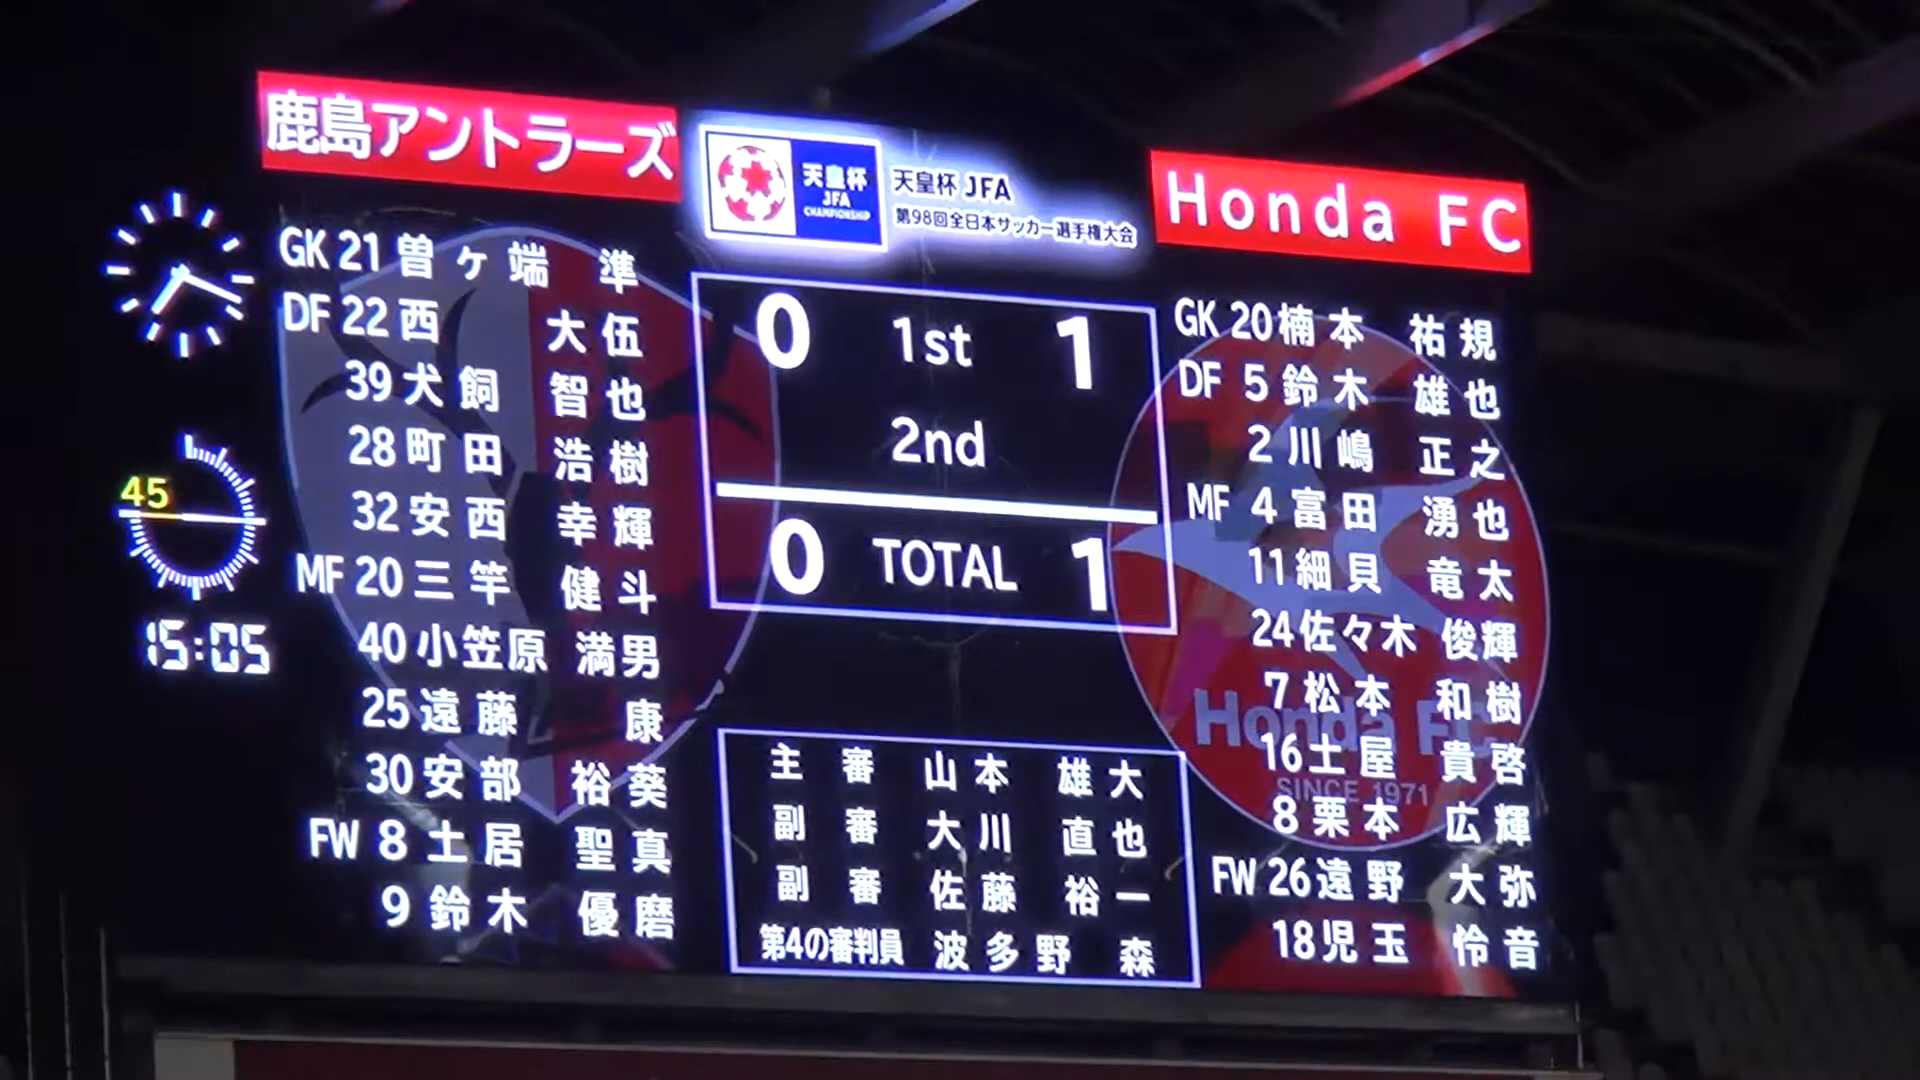 鹿島アントラーズ
天皇杯
JFA
CHAMPIONSHIP
天皇杯 JFA
第98回全日本サッカー選手権大会
Honda FC
45
15:05
GK 21 曽ヶ端 準
DF 22 西 大伍
39 犬飼 智也
28 町田 浩樹
32 安西 幸輝
MF 20 三竿 健斗
40 小笠原 満男
25 遠藤 康
30 安部 裕葵
FW 8 土居 聖真
9 鈴木 優磨
0 1st 1
2nd
0 TOTAL 1
主審 山本 雄大
副審 大川 直也
副審 佐藤 裕一
第4の審判員 波多野 森
GK 20 楠本 祐規
DF 5 鈴木 雄也
2 川嶋 正之
MF 4 富田 湧也
11 細貝 竜太
24 佐々木 俊輝
7 松本 和樹
16 土屋 貴啓
8 栗本 広輝
FW 26 遠野 大弥
18 児玉 怜音
Honda FC
SINCE 1971